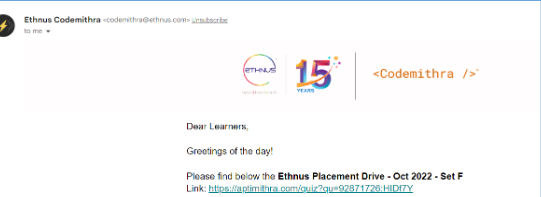 Ethnus Codemithra <codemithra@ethnus.com> Unsubscribe
to me
ETHNUS
15
YEARS
<Codemithra />
Dear Learners,
Greetings of the day!
Please find below the Ethnus Placement Drive - Oct 2022 - Set F
Link: https://aptimithra.com/quiz?qu=92871726:HIDf7Y